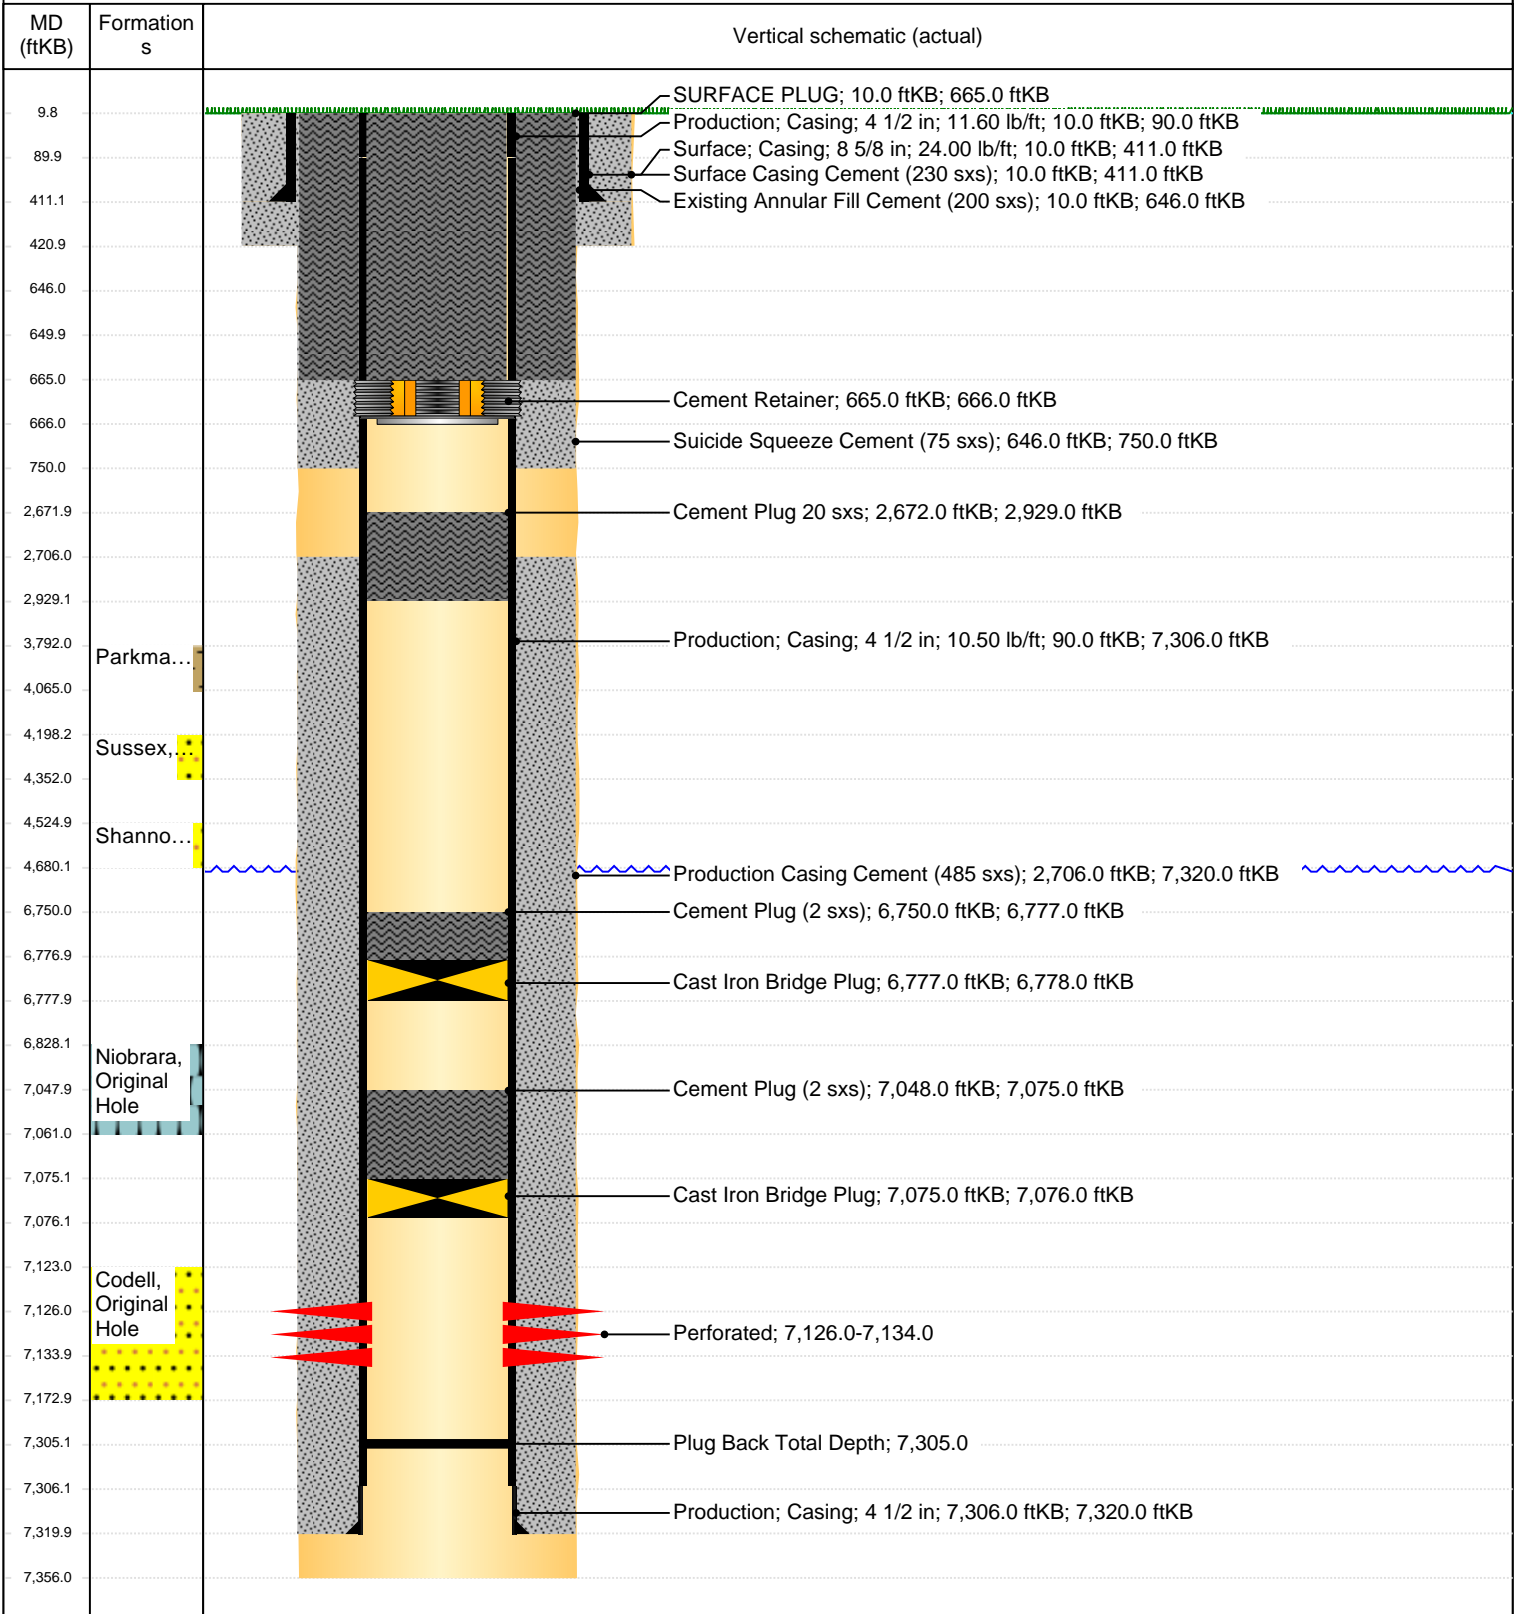 MD
(ftKB)
Formation
s
Vertical schematic (actual)
9.8
89.9
411.1
420.9
646.0
649.9
665.0
666.0
750.0
2,671.9
2,706.0
2,929.1
3,792.0
4,065.0
4,198.2
4,352.0
4,524.9
4,680.1
6,750.0
6,776.9
6,777.9
6,828.1
7,047.9
7,061.0
7,075.1
7,076.1
7,123.0
7,126.0
7,133.9
7,172.9
7,305.1
7,306.1
7,319.9
7,356.0
Parkma...
Sussex,...
Shanno...
Niobrara,
Original
Hole
Codell,
Original
Hole
SURFACE PLUG; 10.0 ftKB; 665.0 ftKB
Production; Casing; 4 1/2 in; 11.60 lb/ft; 10.0 ftKB; 90.0 ftKB
Surface; Casing; 8 5/8 in; 24.00 lb/ft; 10.0 ftKB; 411.0 ftKB
Surface Casing Cement (230 sxs); 10.0 ftKB; 411.0 ftKB
Existing Annular Fill Cement (200 sxs); 10.0 ftKB; 646.0 ftKB
Cement Retainer; 665.0 ftKB; 666.0 ftKB
Suicide Squeeze Cement (75 sxs); 646.0 ftKB; 750.0 ftKB
Cement Plug 20 sxs; 2,672.0 ftKB; 2,929.0 ftKB
Production; Casing; 4 1/2 in; 10.50 lb/ft; 90.0 ftKB; 7,306.0 ftKB
Production Casing Cement (485 sxs); 2,706.0 ftKB; 7,320.0 ftKB
Cement Plug (2 sxs); 6,750.0 ftKB; 6,777.0 ftKB
Cast Iron Bridge Plug; 6,777.0 ftKB; 6,778.0 ftKB
Cement Plug (2 sxs); 7,048.0 ftKB; 7,075.0 ftKB
Cast Iron Bridge Plug; 7,075.0 ftKB; 7,076.0 ftKB
Perforated; 7,126.0-7,134.0
Plug Back Total Depth; 7,305.0
Production; Casing; 4 1/2 in; 7,306.0 ftKB; 7,320.0 ftKB